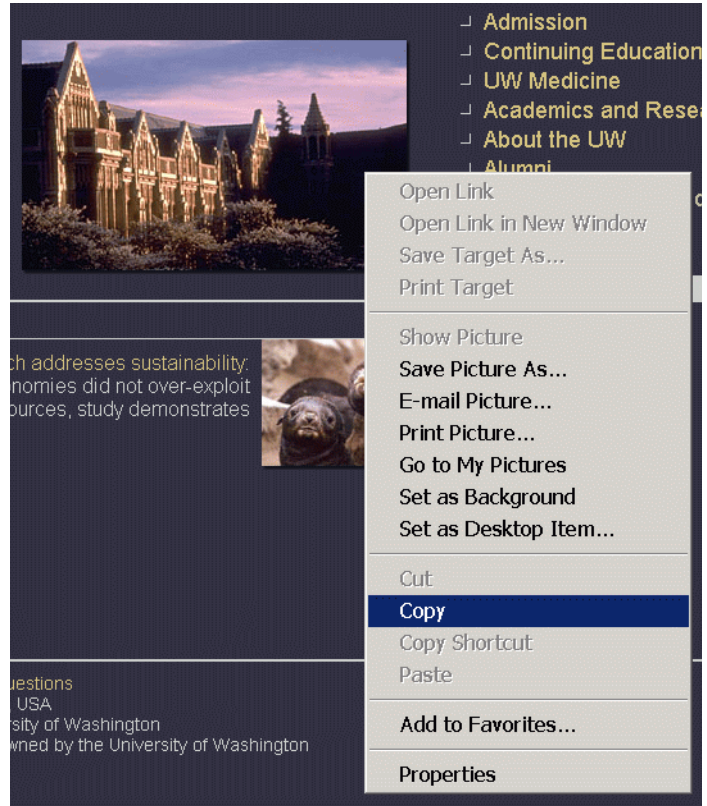 Admission
Continuing Education
UW Medicine
Academics and Resea
About the UW
Alumni
ch addresses sustainability:
nomies did not over-exploit
ources, study demonstrates
Open Link
Open Link in New Window
Save Target As...
Print Target
Show Picture
Save Picture As...
E-mail Picture...
Print Picture...
Go to My Pictures
Set as Background
Set as Desktop Item...
Cut
Copy
Copy Shortcut
Paste
Add to Favorites...
Properties
uestions
USA
rsity of Washington
wned by the University of Washington